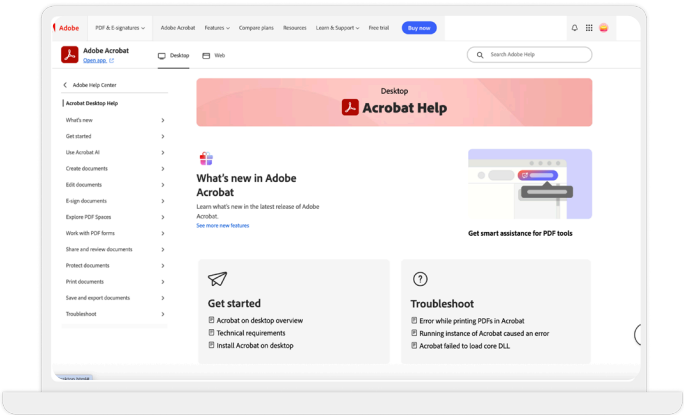 Adobe
PDF & E-signatures
Adobe Acrobat
Features
Compare plans
Resources
Learn & Support
Free trial
Buy now
Adobe Acrobat
Open app
Desktop
Web
Search Adobe Help
Adobe Help Center
Acrobat Desktop Help
What's new
Get started
Use Acrobat AI
Create documents
Edit documents
E-sign documents
Explore PDF Spaces
Work with PDF forms
Share and review documents
Protect documents
Print documents
Save and export documents
Troubleshoot
Desktop
Acrobat Help
What's new in Adobe
Acrobat
Learn what's new in the latest release of Adobe
Acrobat.
See more new features
Get smart assistance for PDF tools
Get started
Acrobat on desktop overview
Technical requirements
Install Acrobat on desktop
Troubleshoot
Error while printing PDFs in Acrobat
Running instance of Acrobat caused an error
Acrobat failed to load core DLL